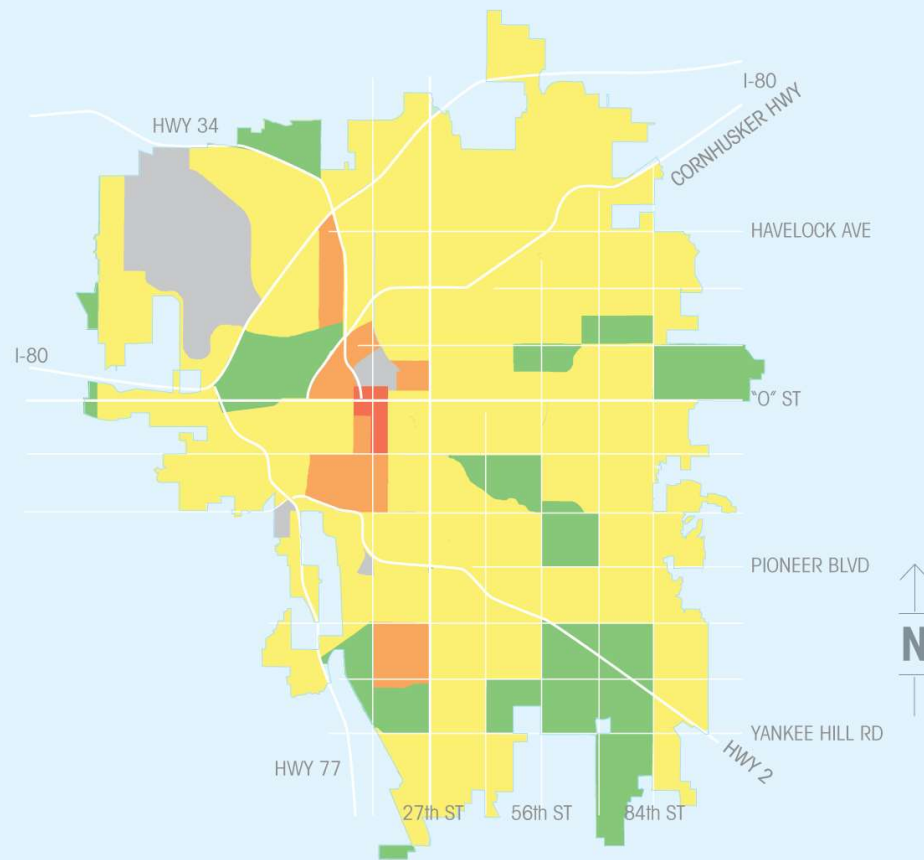 I-80
HWY 34
CORNHUSKER HWY
HAVELOCK AVE
I-80
"O" ST
PIONEER BLVD
N
YANKEE HILL RD
HWY 2
HWY 77
27th ST
56th ST
84th ST